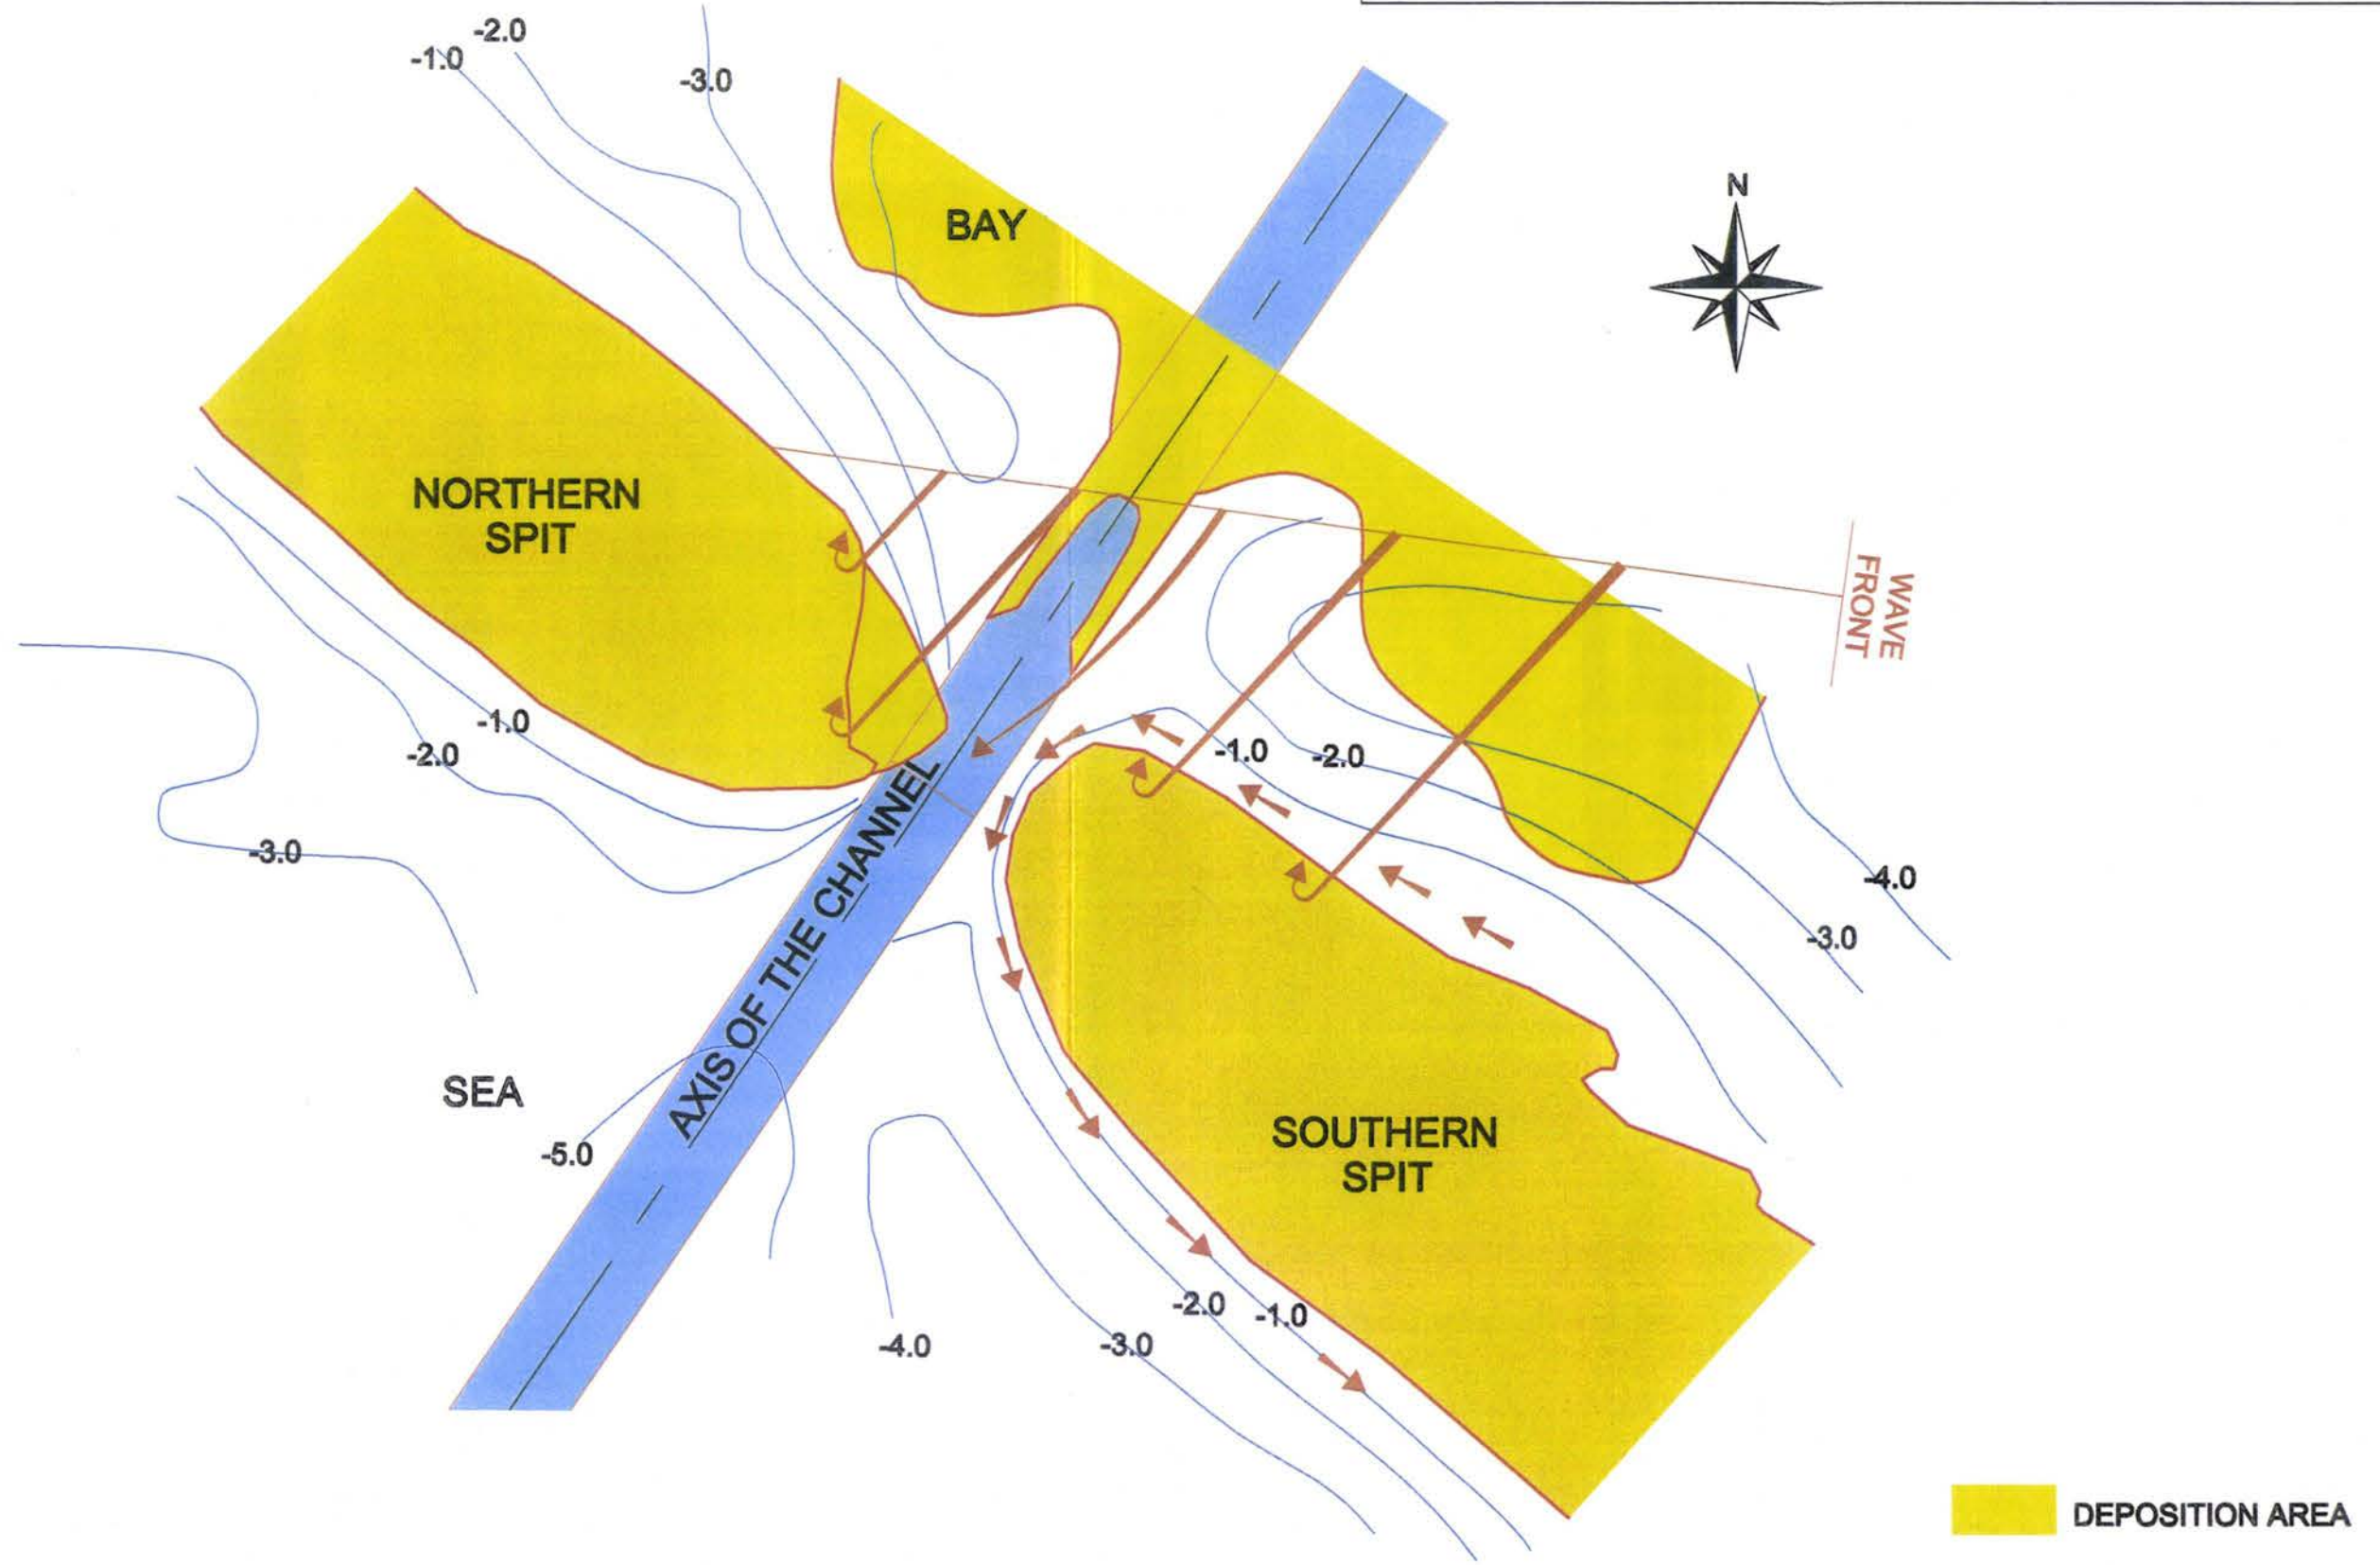 -2.0
-1.0
-3.0
BAY
N
NORTHERN
SPIT
WAVE
FRONT
-1.0
-2.0
-1.0
-2.0
-3.0
-4.0
-3.0
AXIS OF THE CHANNEL
SEA
-5.0
SOUTHERN
SPIT
-2.0
-1.0
-4.0
-3.0
DEPOSITION AREA